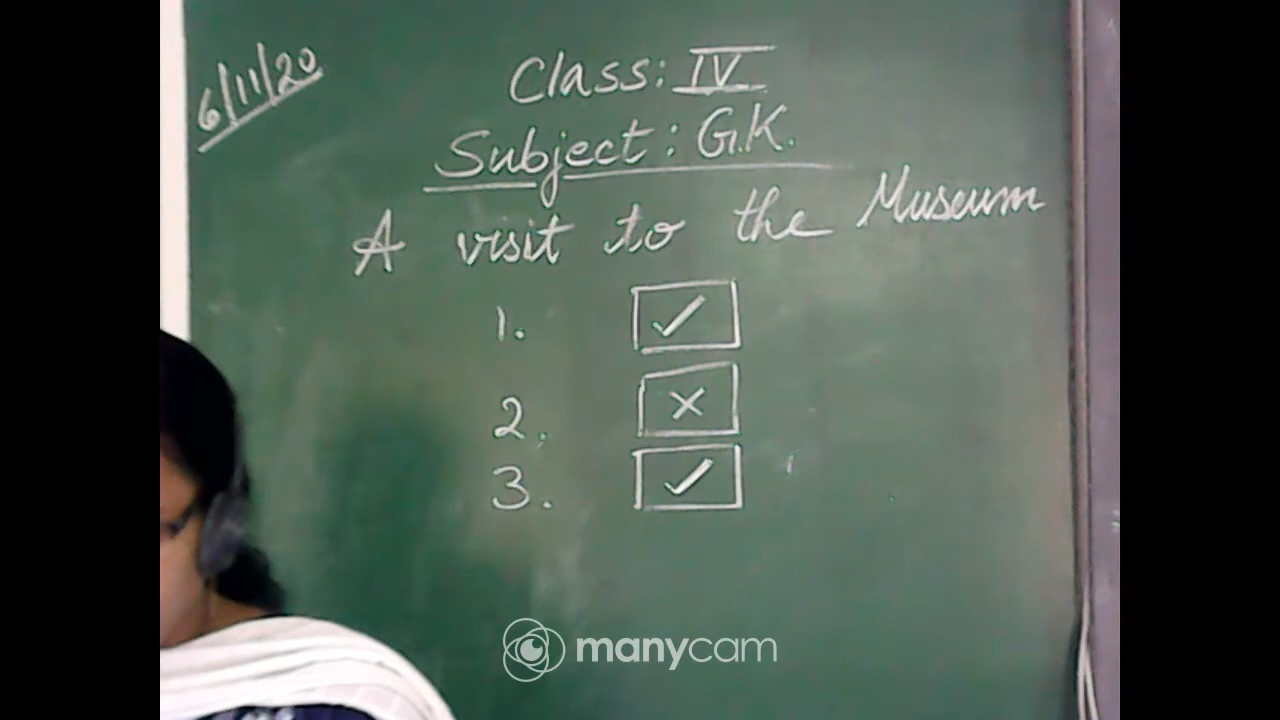 6/11/20
Class: IV
Subject: G.K.
A visit to the Museum
1. ✓
2. ×
3. ✓
manycam